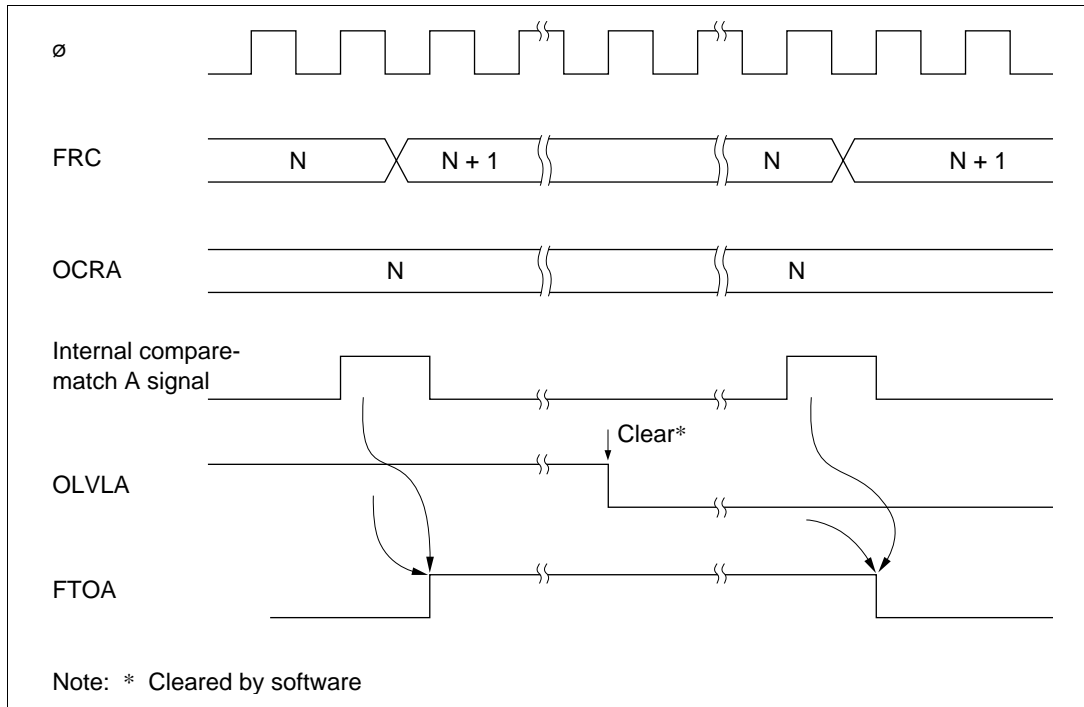 ø
FRC
N
N + 1
N
N + 1
OCRA
N
N
Internal compare-
match A signal
Clear*
OLVLA
FTOA
Note: * Cleared by software